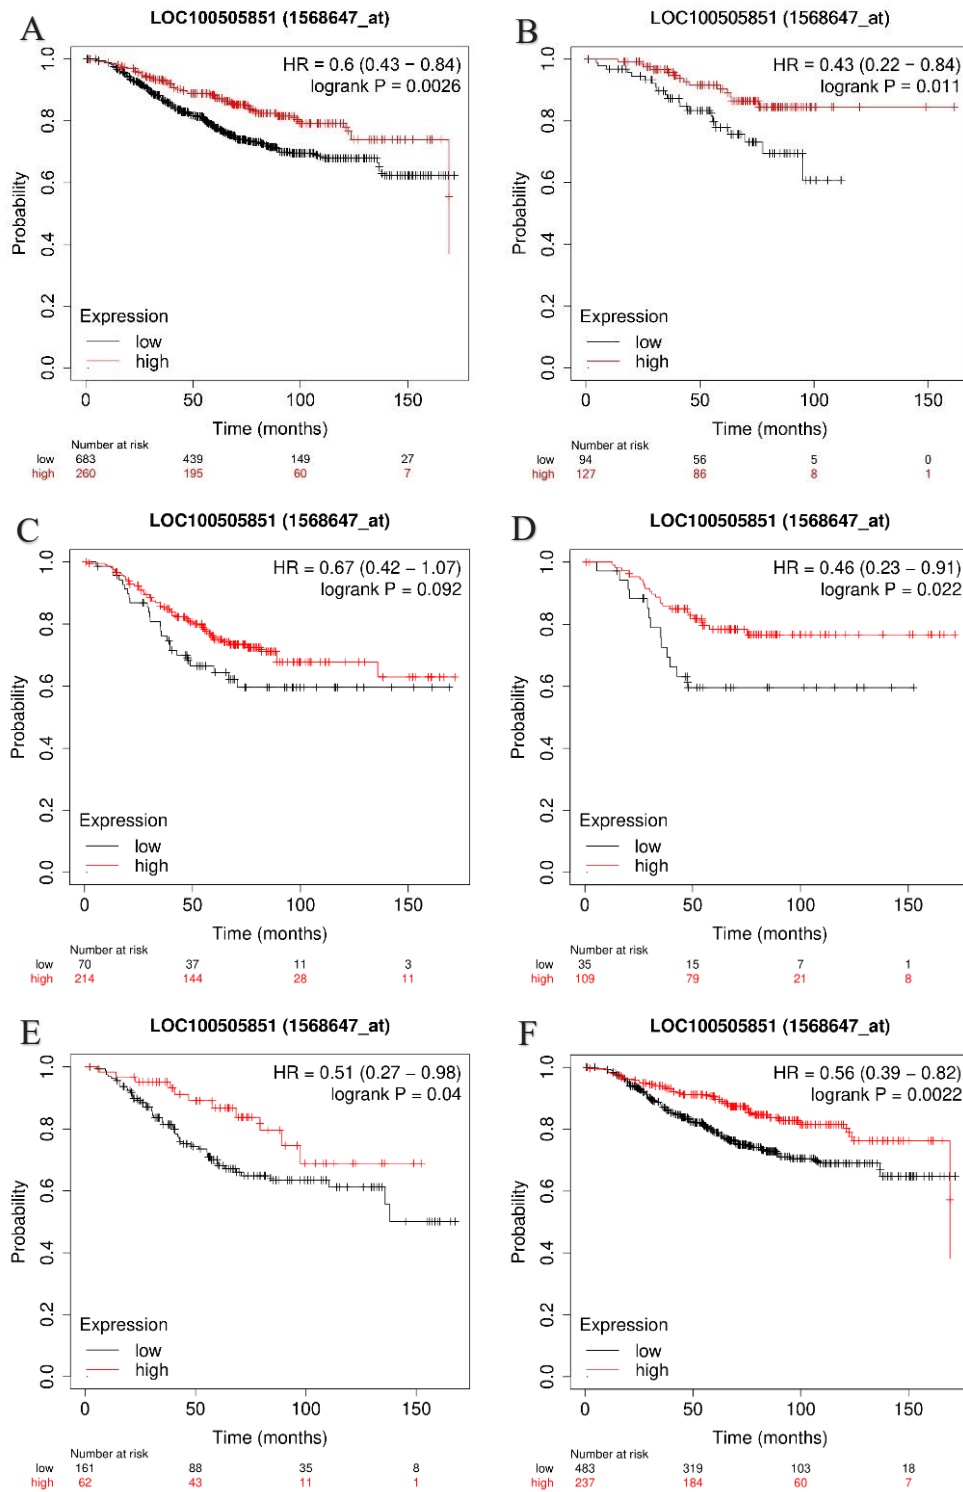 A
LOC100505851 (1568647_at)
HR = 0.6 (0.43 − 0.84)
logrank P = 0.0026
Probability
1.0
0.8
0.6
0.4
0.2
0.0
Expression
low
high
0 50 100 150
Time (months)
Number at risk
low 683 439 149 27
high 260 195 60 7
B
LOC100505851 (1568647_at)
HR = 0.43 (0.22 − 0.84)
logrank P = 0.011
Probability
1.0
0.8
0.6
0.4
0.2
0.0
Expression
low
high
0 50 100 150
Time (months)
Number at risk
low 94 56 5 0
high 127 86 8 1
C
LOC100505851 (1568647_at)
HR = 0.67 (0.42 − 1.07)
logrank P = 0.092
Probability
1.0
0.8
0.6
0.4
0.2
0.0
Expression
low
high
0 50 100 150
Time (months)
Number at risk
low 70 37 11 3
high 214 144 28 11
D
LOC100505851 (1568647_at)
HR = 0.46 (0.23 − 0.91)
logrank P = 0.022
Probability
1.0
0.8
0.6
0.4
0.2
0.0
Expression
low
high
0 50 100 150
Time (months)
Number at risk
low 35 15 7 1
high 109 79 21 8
E
LOC100505851 (1568647_at)
HR = 0.51 (0.27 − 0.98)
logrank P = 0.04
Probability
1.0
0.8
0.6
0.4
0.2
0.0
Expression
low
high
0 50 100 150
Time (months)
Number at risk
low 161 88 35 8
high 62 43 11 1
F
LOC100505851 (1568647_at)
HR = 0.56 (0.39 − 0.82)
logrank P = 0.0022
Probability
1.0
0.8
0.6
0.4
0.2
0.0
Expression
low
high
0 50 100 150
Time (months)
Number at risk
low 483 319 103 18
high 237 184 60 7